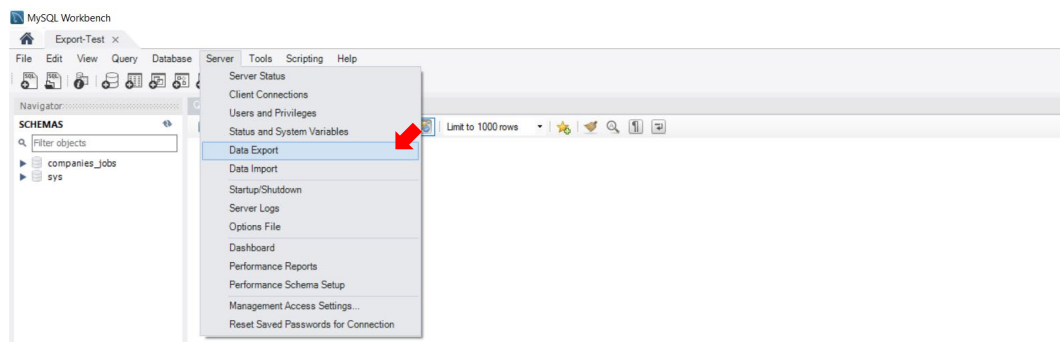 MySQL Workbench
Export-Test
File Edit View Query Database Server Tools Scripting Help
Server Status
Client Connections
Navigator
Users and Privileges
SCHEMAS
Status and System Variables
Limit to 1000 rows
Filter objects
Data Export
companies_jobs
Data Import
sys
Startup/Shutdown
Server Logs
Options File
Dashboard
Performance Reports
Performance Schema Setup
Management Access Settings...
Reset Saved Passwords for Connection